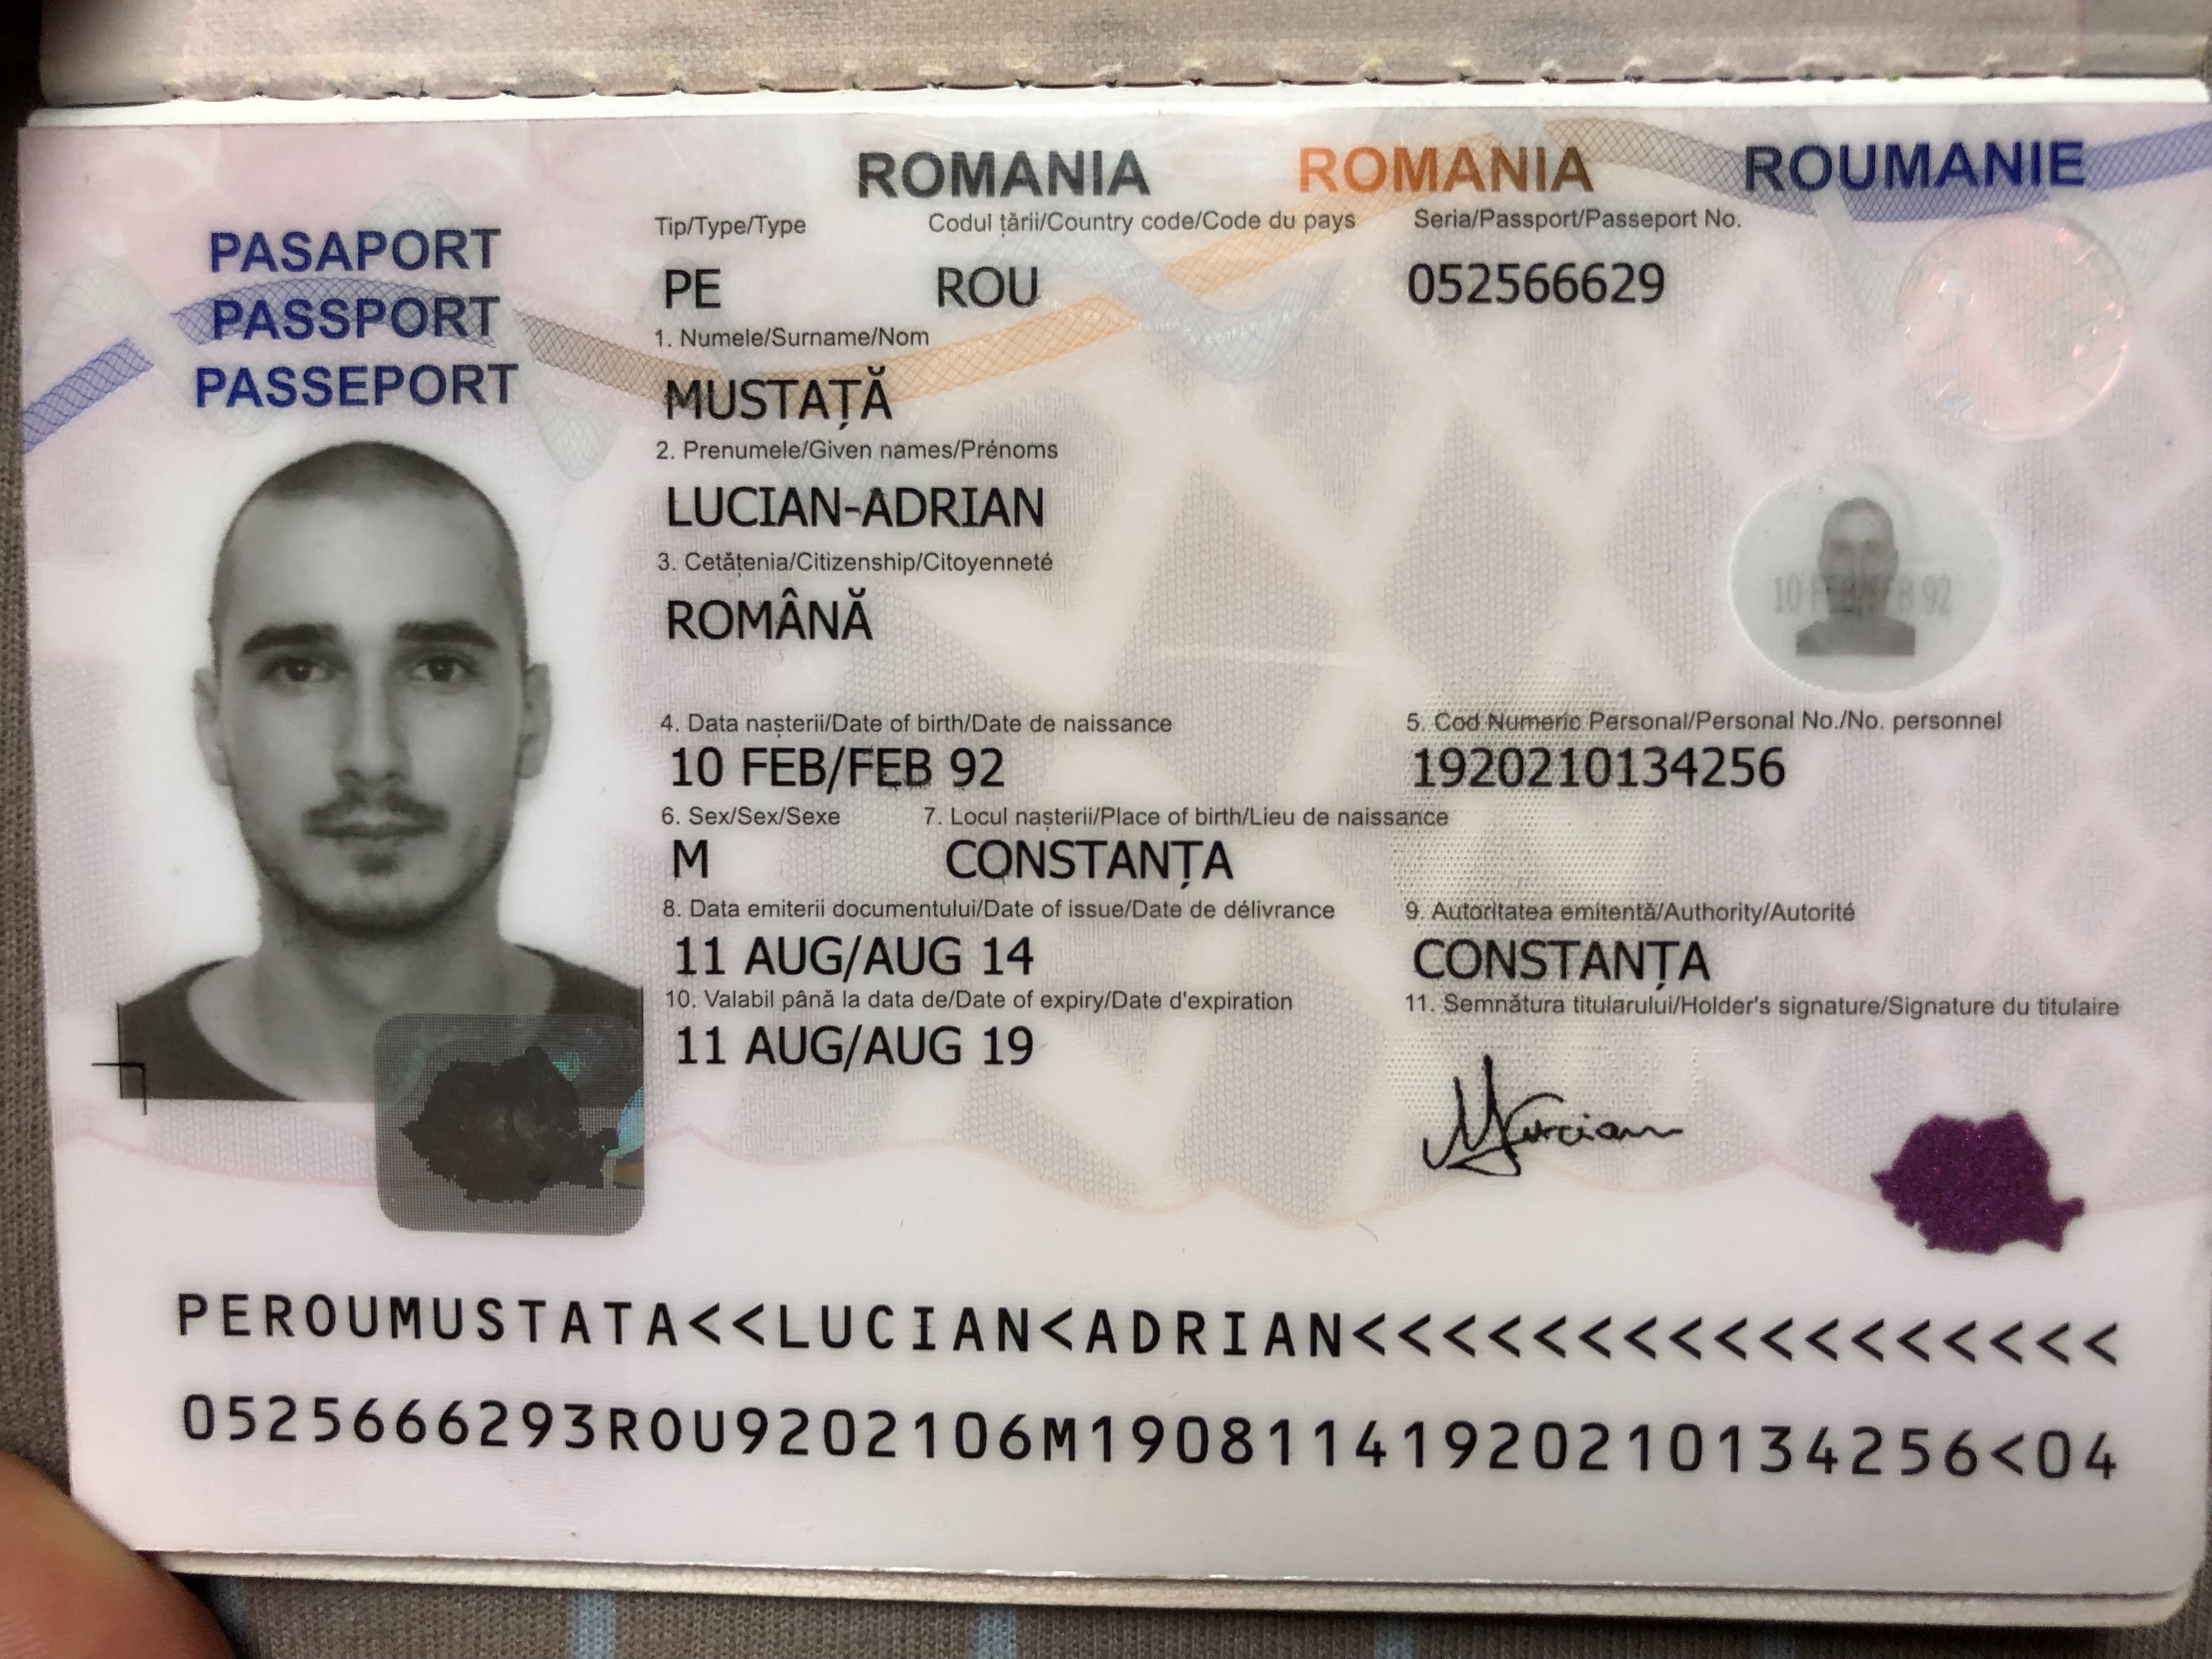 ROMANIA ROMANIA ROUMANIE
PASAPORT
PASSPORT
PASSEPORT
Tip/Type/Type Codul țării/Country code/Code du pays Seria/Passport/Passeport No.
PE ROU 052566629
1. Numele/Surname/Nom
MUSTAȚĂ
2. Prenumele/Given names/Prénoms
LUCIAN-ADRIAN
3. Cetățenia/Citizenship/Citoyenneté
ROMÂNĂ
4. Data nașterii/Date of birth/Date de naissance 5. Cod Numeric Personal/Personal No./No. personnel
10 FEB/FEB 92 1920210134256
6. Sex/Sex/Sexe 7. Locul nașterii/Place of birth/Lieu de naissance
M CONSTANȚA
8. Data emiterii documentului/Date of issue/Date de délivrance 9. Autoritatea emitentă/Authority/Autorité
11 AUG/AUG 14 CONSTANȚA
10. Valabil până la data de/Date of expiry/Date d'expiration 11. Semnătura titularului/Holder's signature/Signature du titulaire
11 AUG/AUG 19
PEROUMUSTATA<<LUCIAN<ADRIAN<<<<<<<<<<<<<<<<<
0525666293ROU9202106M19081141920210134256<04